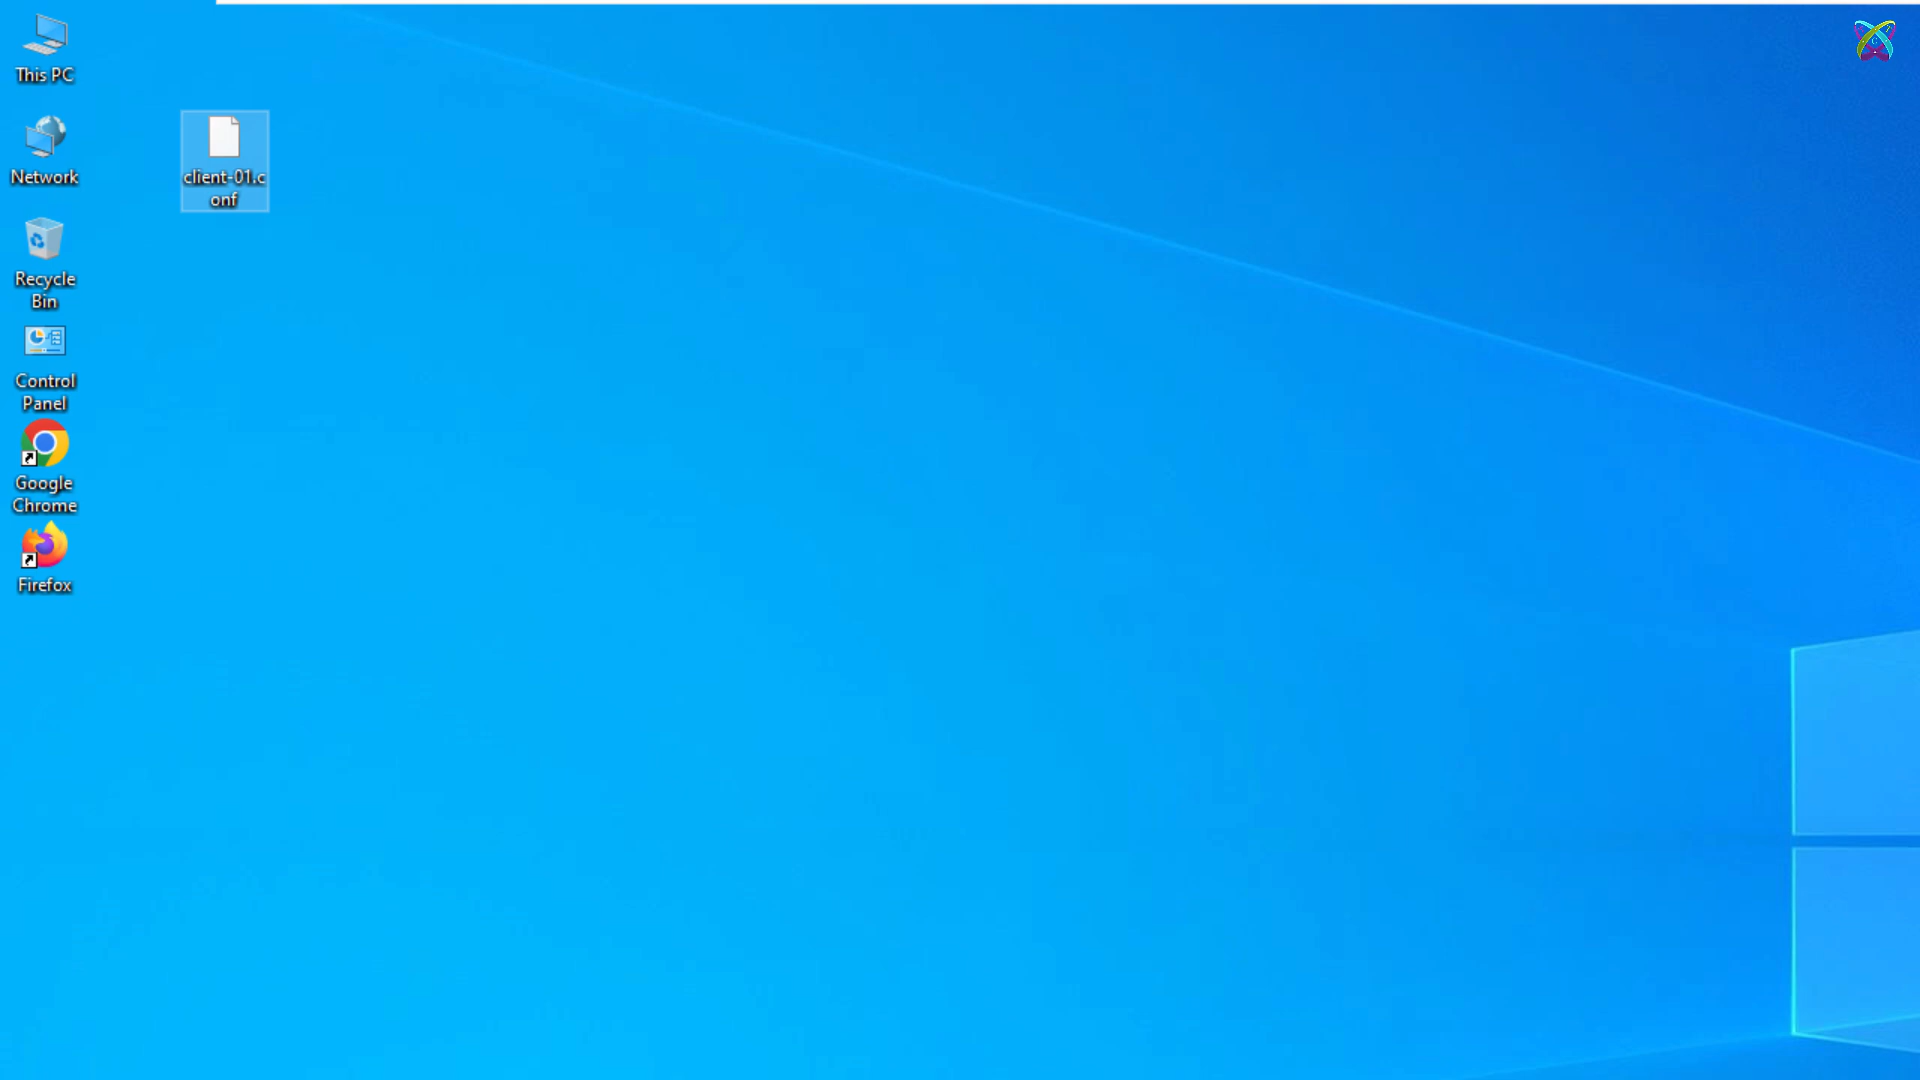 This PC
Network
client-01.c
onf
Recycle
Bin
Control
Panel
Google
Chrome
Firefox